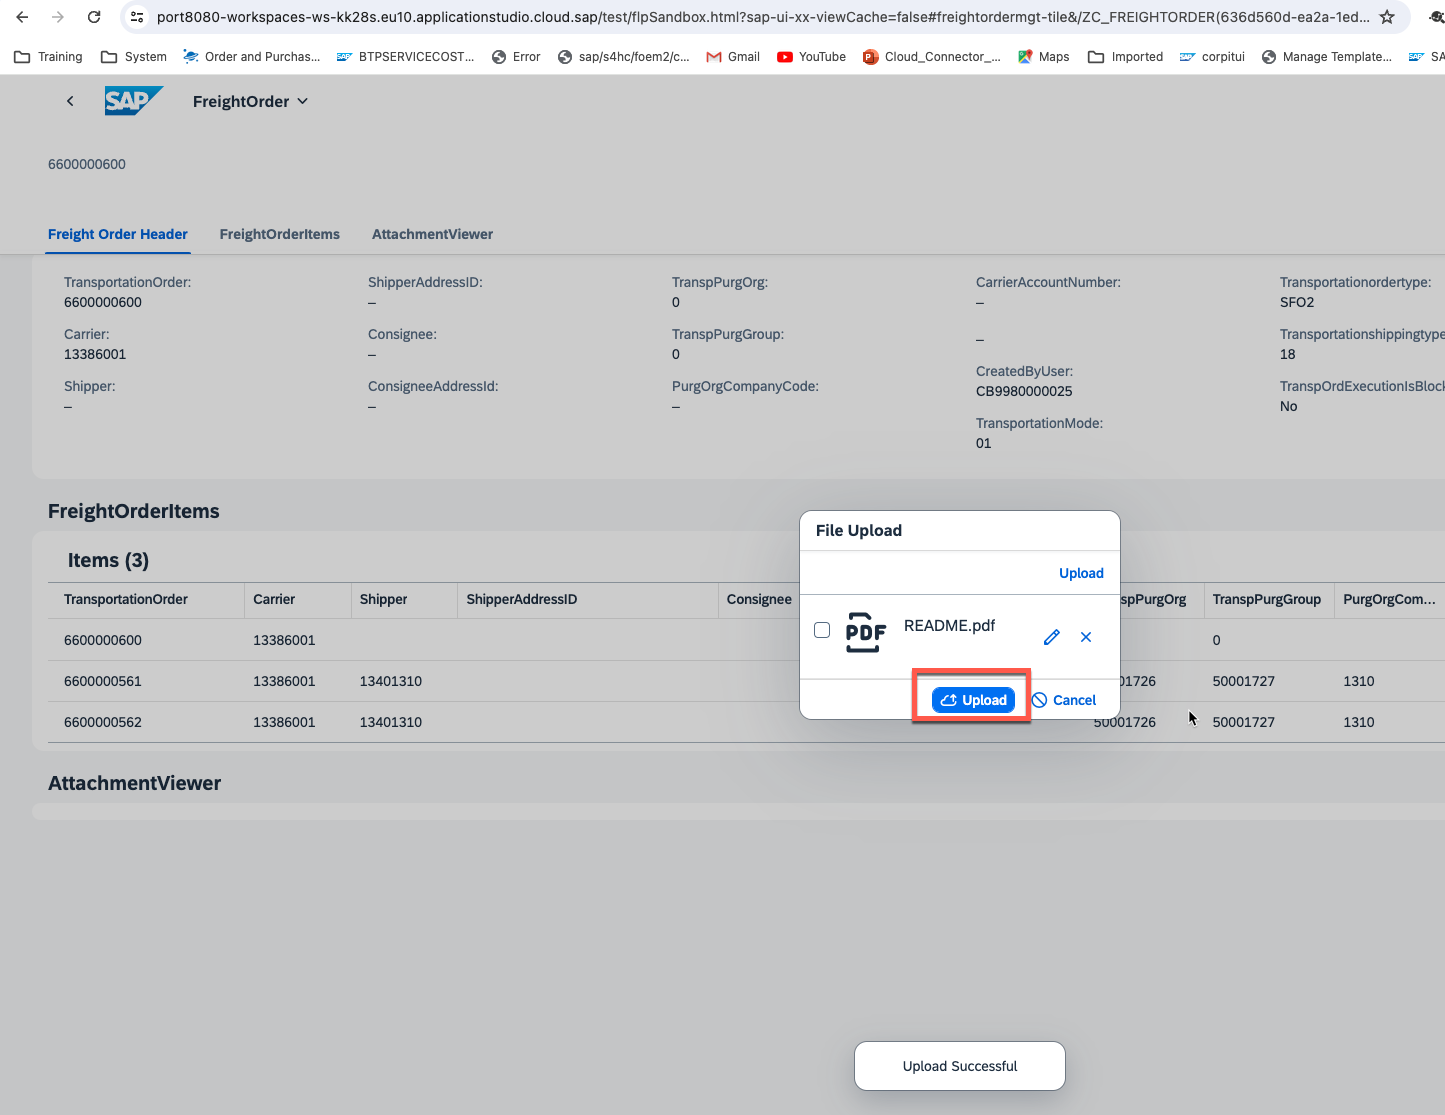 port8080-workspaces-ws-kk28s.eu10.applicationstudio.cloud.sap/test/flpSandbox.html?sap-ui-xx-viewCache=false#freightordermgt-tile&/ZC_FREIGHTORDER(636d560d-ea2a-1ed...
Training System Order and Purchas... BTPSERVICECOST... Error sap/s4hc/foem2/c... Gmail YouTube Cloud_Connector_... Maps Imported corpitui Manage Template... SA
SAP FreightOrder
6600000600
Freight Order Header FreightOrderItems AttachmentViewer
TransportationOrder: ShipperAddressID: TranspPurgOrg: CarrierAccountNumber: Transportationordertype:
6600000600 – 0 – SFO2
Carrier: Consignee: TranspPurgGroup: Transportationshippingtype
13386001 – 0 – 18
Shipper: ConsigneeAddressId: PurgOrgCompanyCode: CreatedByUser: TranspOrdExecutionIsBlock
– – – CB9980000025 No
TransportationMode:
01
FreightOrderItems
Items (3)
TransportationOrder Carrier Shipper ShipperAddressID Consignee spPurgOrg TranspPurgGroup PurgOrgCom...
6600000600 13386001 0
6600000561 13386001 13401310 01726 50001727 1310
6600000562 13386001 13401310 50001726 50001727 1310
File Upload
Upload
PDF README.pdf
Upload Cancel
AttachmentViewer
Upload Successful